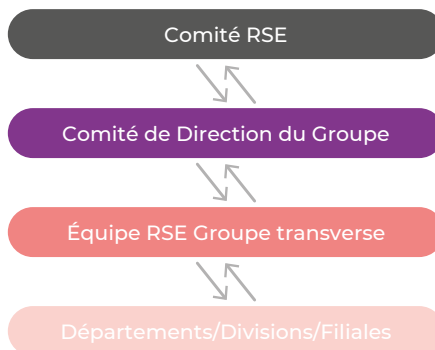 Comité RSE
Comité de Direction du Groupe
Équipe RSE Groupe transverse
Départements/Divisions/Filiales